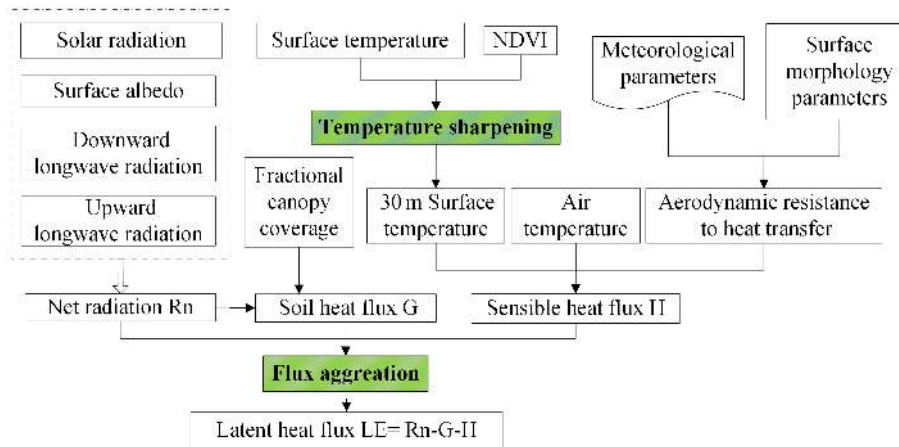 Solar radiation
Surface albedo
Downward
longwave radiation
Upward
longwave radiation
Surface temperature
NDVI
Meteorological
parameters
Surface
morphology
parameters
Temperature sharpening
Fractional
canopy
coverage
30 m Surface
temperature
Air
temperature
Aerodynamic resistance
to heat transfer
Net radiation Rn
Soil heat flux G
Sensible heat flux H
Flux aggreation
Latent heat flux LE= Rn-G-H